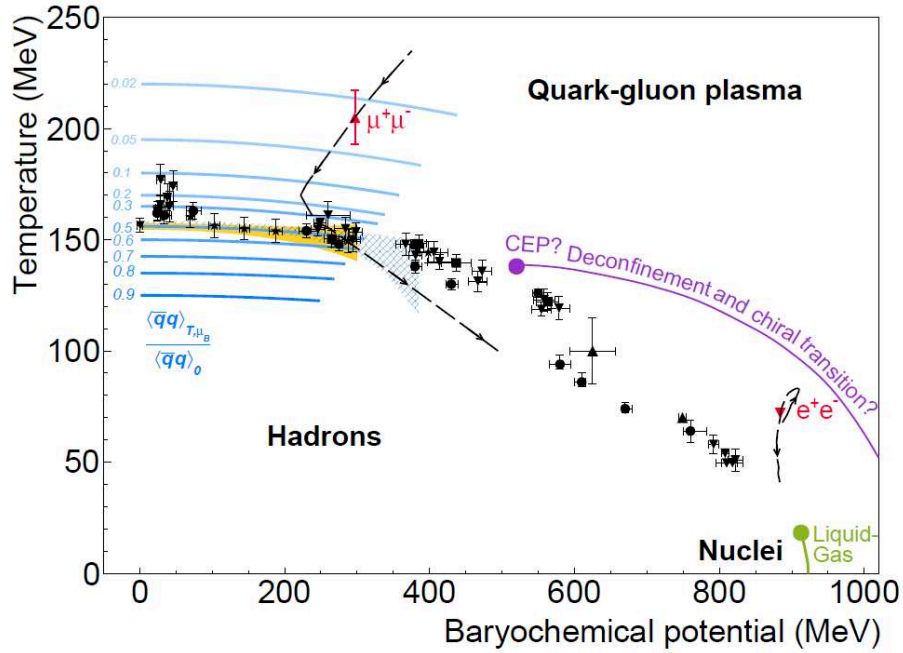 Temperature (MeV)
250
200
150
100
50
0
0.02
0.05
0.1
0.2
0.3
0.5
0.6
0.7
0.8
0.9
⟨q̅q⟩T,μB
⟨q̅q⟩0
μ⁺μ⁻
Quark-gluon plasma
CEP? Deconfinement and chiral transition?
e⁺e⁻
Hadrons
Nuclei
Liquid-
Gas
0 200 400 600 800 1000
Baryochemical potential (MeV)